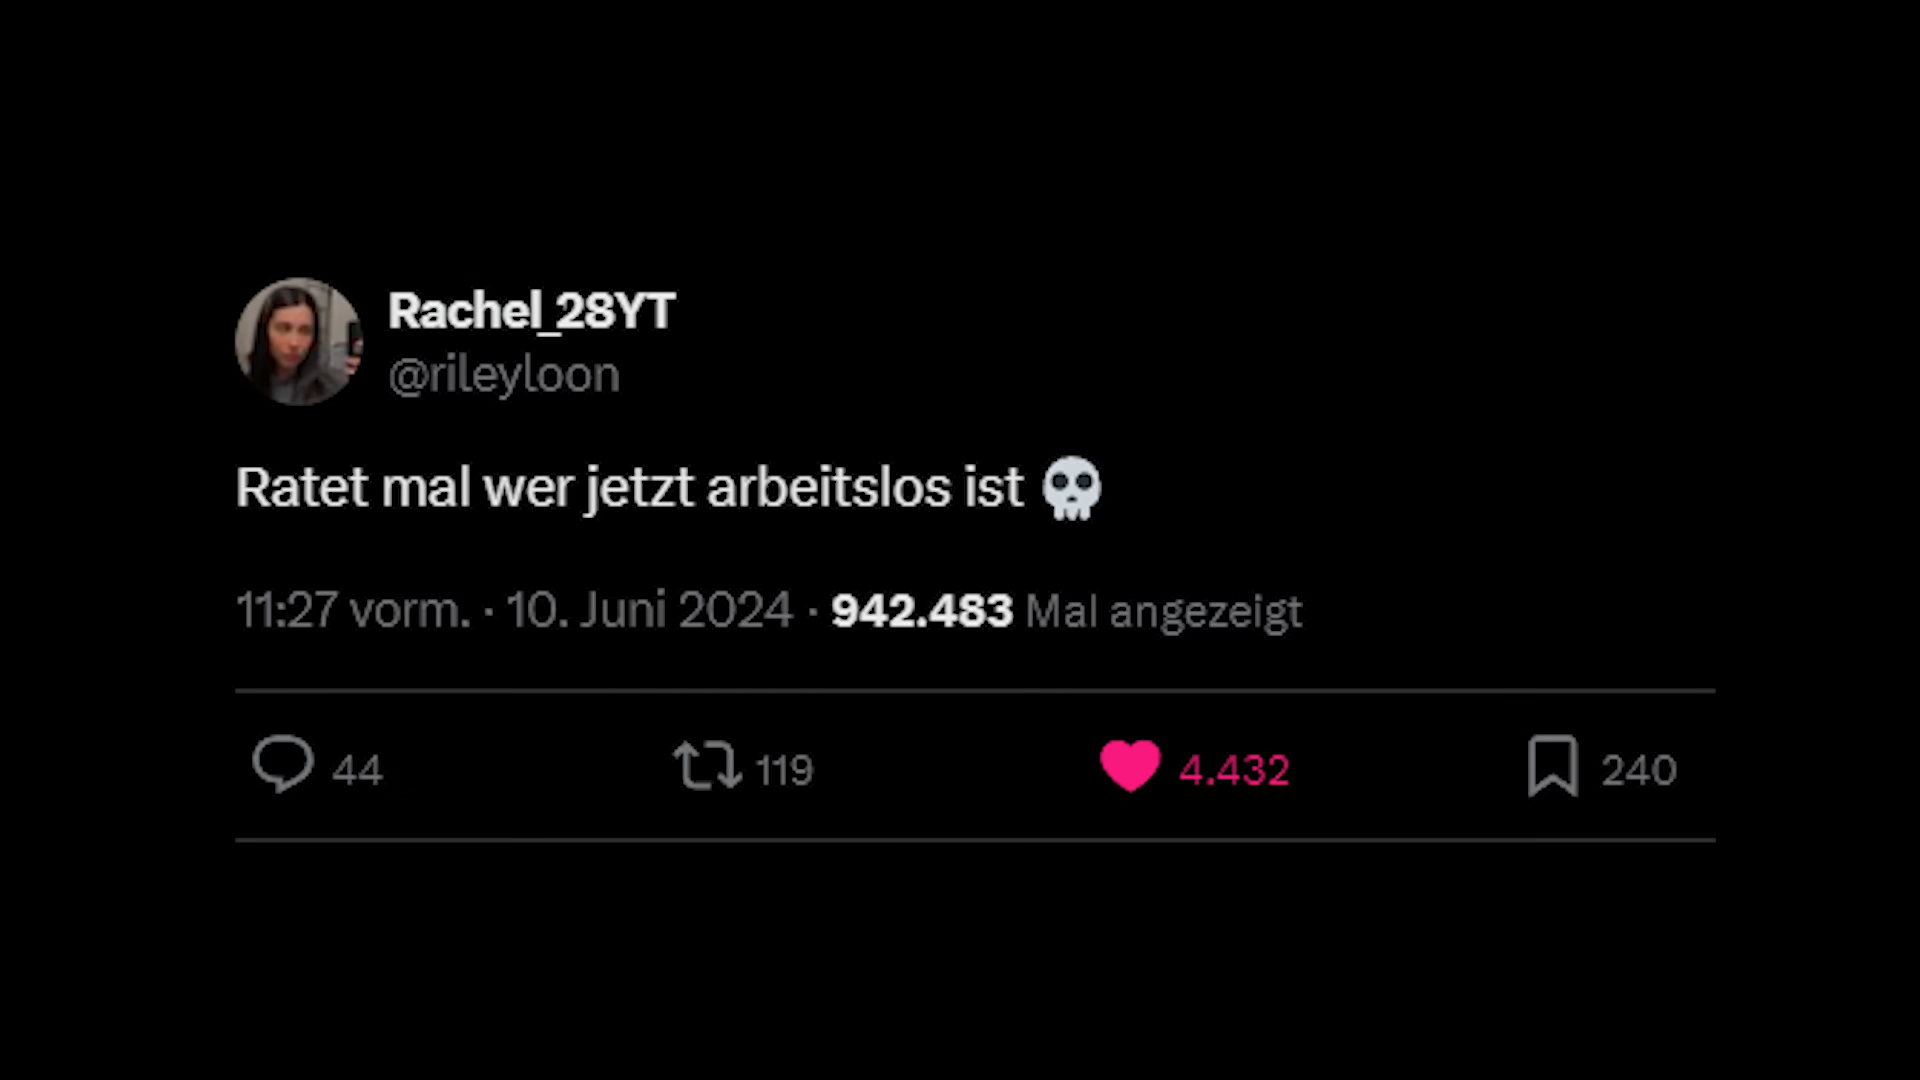 Rachel_28YT
@rileyloon
Ratet mal wer jetzt arbeitslos ist 💀
11:27 vorm. · 10. Juni 2024 · 942.483 Mal angezeigt
44 119 4.432 240